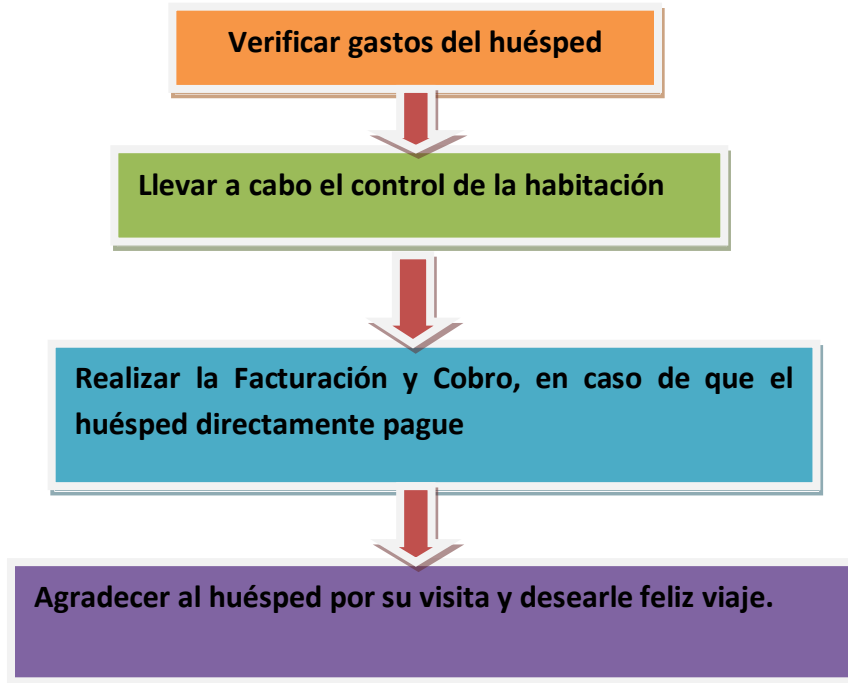 Verificar gastos del huésped
Llevar a cabo el control de la habitación
Realizar la Facturación y Cobro, en caso de que el
huésped directamente pague
Agradecer al huésped por su visita y desearle feliz viaje.